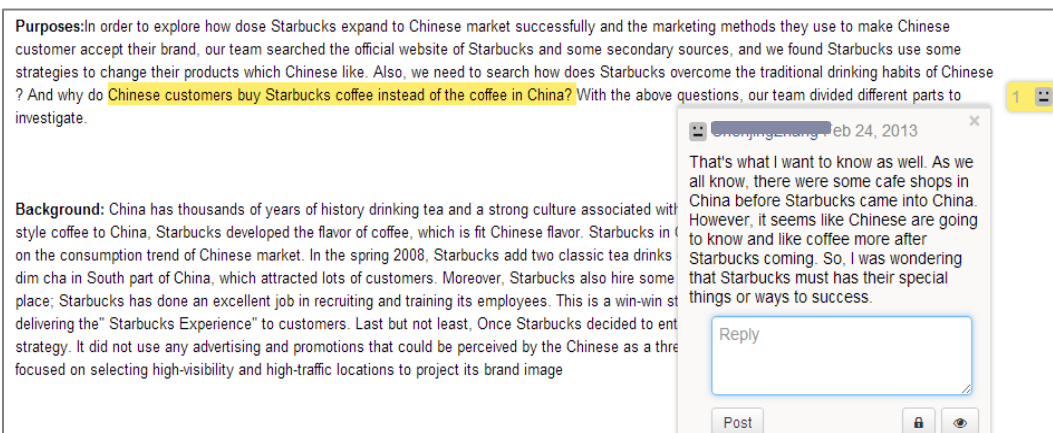 Purposes:In order to explore how dose Starbucks expand to Chinese market successfully and the marketing methods they use to make Chinese
customer accept their brand, our team searched the official website of Starbucks and some secondary sources, and we found Starbucks use some
strategies to change their products which Chinese like. Also, we need to search how does Starbucks overcome the traditional drinking habits of Chinese
? And why do Chinese customers buy Starbucks coffee instead of the coffee in China? With the above questions, our team divided different parts to
investigate.
1
Feb 24, 2013
×
That's what I want to know as well. As we
all know, there were some cafe shops in
China before Starbucks came into China.
However, it seems like Chinese are going
to know and like coffee more after
Starbucks coming. So, I was wondering
that Starbucks must has their special
things or ways to success.
Reply
Post
Background: China has thousands of years of history drinking tea and a strong culture associated with
style coffee to China, Starbucks developed the flavor of coffee, which is fit Chinese flavor. Starbucks in
on the consumption trend of Chinese market. In the spring 2008, Starbucks add two classic tea drinks
dim cha in South part of China, which attracted lots of customers. Moreover, Starbucks also hire some
place; Starbucks has done an excellent job in recruiting and training its employees. This is a win-win
delivering the" Starbucks Experience" to customers. Last but not least, Once Starbucks decided to
strategy. It did not use any advertising and promotions that could be perceived by the Chinese as a
focused on selecting high-visibility and high-traffic locations to project its brand image